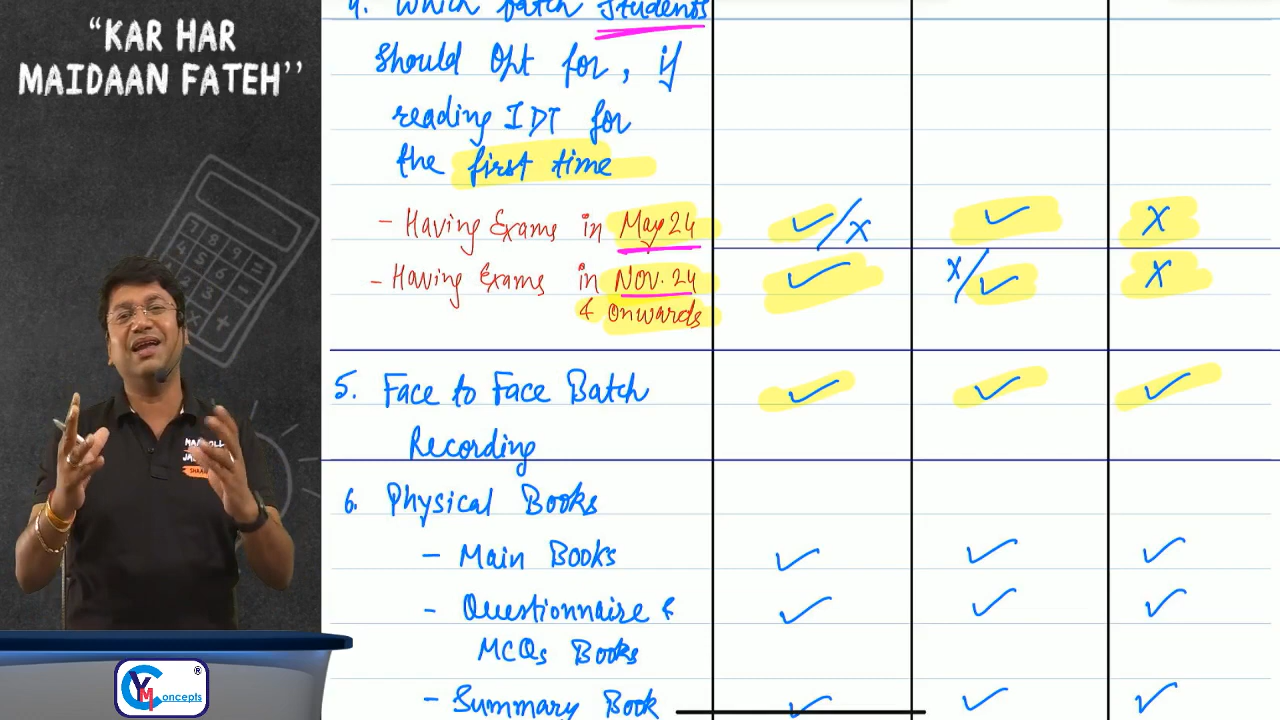 “KAR HAR
MAIDAAN FATEH’’
4. Which batch students
should opt for, if
reading IDT for
the first time
- Having Exams in May 24 ✓/x ✓ x
- Having Exams in Nov. 24 ✓ x/✓ x
& onwards
5. Face to Face Batch ✓ ✓ ✓
Recording
6. Physical Books
- Main Books ✓ ✓ ✓
- Questionnaire & ✓ ✓ ✓
MCQs Books
- Summary Book ✓ ✓ ✓
YM Concepts ®